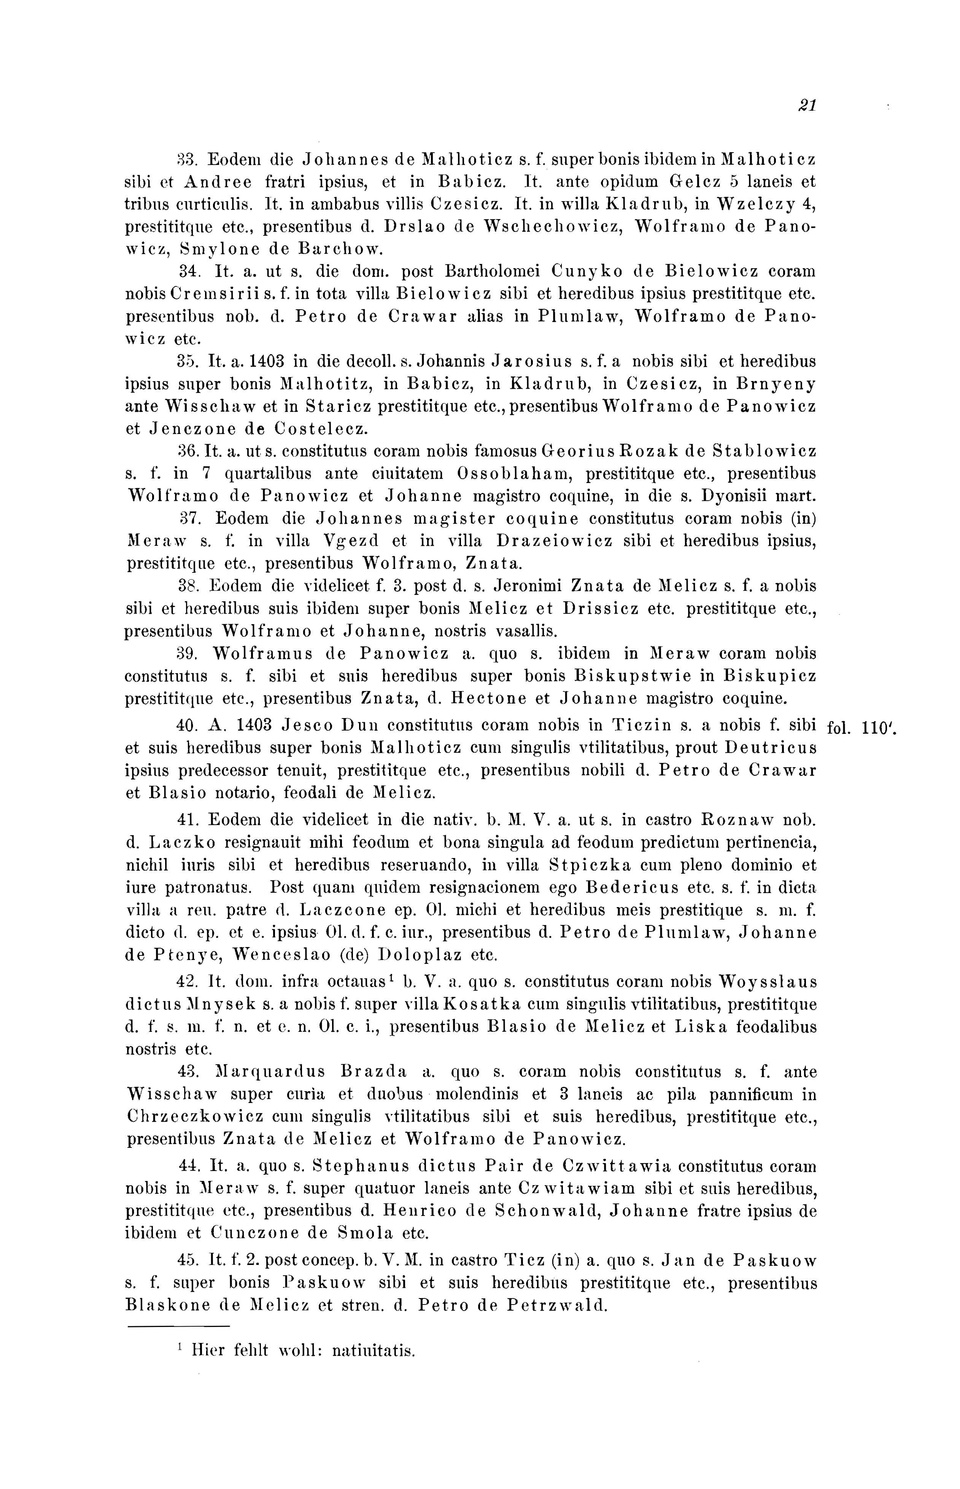 21
33. Eodem die Johannes de Malhoticz s. f. super bonis ibidem in Malhoticz
sibi et Andree fratri ipsius, et in Babicz. It. ante opidum Gelcz 5 laneis et
tribus curticulis. It. in ambabus villis Czesicz. It. in willa Kladrub, in Wzelczy 4,
prestititque etc., presentibus d. Drslao de Wschechowicz, Wolframo de Pano-
wicz, Smylone de Barchow.
34. It. a. ut s. die dom. post Bartholomei Cunyko de Bielowicz coram
nobis Cremsirii s. f. in tota villa Bielowicz sibi et heredibus ipsius prestititque etc.
presentibus nob. d. Petro de Crawar alias in Plumlaw, Wolframo de Pano-
wicz etc.
35. It. a. 1403 in die decoll. s. Johannis Jarosius s. f. a nobis sibi et heredibus
ipsius super bonis Malhotitz, in Babicz, in Kladrub, in Czesicz, in Brnyeny
ante Wisschaw et in Staricz prestititque etc., presentibus Wolframo de Panowicz
et Jenczone de Costelecz.
36. It. a. ut s. constitutus coram nobis famosus Georius Rozak de Stablowicz
s. f. in 7 quartalibus ante ciuitatem Ossoblaham, prestititque etc., presentibus
Wolframo de Panowicz et Johanne magistro coquine, in die s. Dyonisii mart.
37. Eodem die Johannes magister coquine constitutus coram nobis (in)
Meraw s. f. in villa Vgezd et in villa Drazeiowicz sibi et heredibus ipsius,
prestititque etc., presentibus Wolframo, Znata.
38. Eodem die videlicet f. 3. post d. s. Jeronimi Znata de Melicz s. f. a nobis
sibi et heredibus suis ibidem super bonis Melicz et Drissicz etc. prestititque etc.,
presentibus Wolframo et Johanne, nostris vasallis.
39. Wolframus de Panowicz a. quo s. ibidem in Meraw coram nobis
constitutus s. f. sibi et suis heredibus super bonis Biskupstwie in Biskupicz
prestititque etc., presentibus Znata, d. Hectone et Johanne magistro coquine.
40. A. 1403 Jesco Dun constitutus coram nobis in Ticzin s. a nobis f. sibi fol. 110'.
et suis heredibus super bonis Malhoticz cum singulis vtilitatibus, prout Deutricus
ipsius predecessor tenuit, prestititque etc., presentibus nobili d. Petro de Crawar
et Blasio notario, feodali de Melicz.
41. Eodem die videlicet in die nativ. b. M. V. a. ut s. in castro Roznaw nob.
d. Laczko resignauit mihi feodum et bona singula ad feodum predictum pertinencia,
nichil iuris sibi et heredibus reseruando, in villa Stpiczka cum pleno dominio et
iure patronatus. Post quam quidem resignacionem ego Bedericus etc. s. f. in dicta
villa a reu. patre d. Laczcone ep. Ol. michi et heredibus meis prestitique s. m. f.
dicto d. ep. et e. ipsius Ol. d. f. c. iur., presentibus d. Petro de Plumlaw, Johanne
de Ptenye, Wenceslao (de) Doloplaz etc.
42. It. dom. infra octauas¹ b. V. a. quo s. constitutus coram nobis Woysslaus
dictus Mnysek s. a nobis f. super villa Kosatka cum singulis vtilitatibus, prestititque
d. f. s. m. f. n. et e. n. Ol. c. i., presentibus Blasio de Melicz et Liska feodalibus
nostris etc.
43. Marquardus Brazda a. quo s. coram nobis constitutus s. f. ante
Wisschaw super curia et duobus molendinis et 3 laneis ac pila pannificum in
Chrzeczkowicz cum singulis vtilitatibus sibi et suis heredibus, prestititque etc.,
presentibus Znata de Melicz et Wolframo de Panowicz.
44. It. a. quo s. Stephanus dictus Pair de Czwittawia constitutus coram
nobis in Meraw s. f. super quatuor laneis ante Czwitawiam sibi et suis heredibus,
prestititque etc., presentibus d. Henrico de Schonwald, Johanne fratre ipsius de
ibidem et Cunczone de Smola etc.
45. It. f. 2. post concep. b. V. M. in castro Ticz (in) a. quo s. Jan de Paskuow
s. f. super bonis Paskuow sibi et suis heredibus prestititque etc., presentibus
Blaskone de Melicz et stren. d. Petro de Petrzwald.
¹ Hier fehlt wohl: natiuitatis.